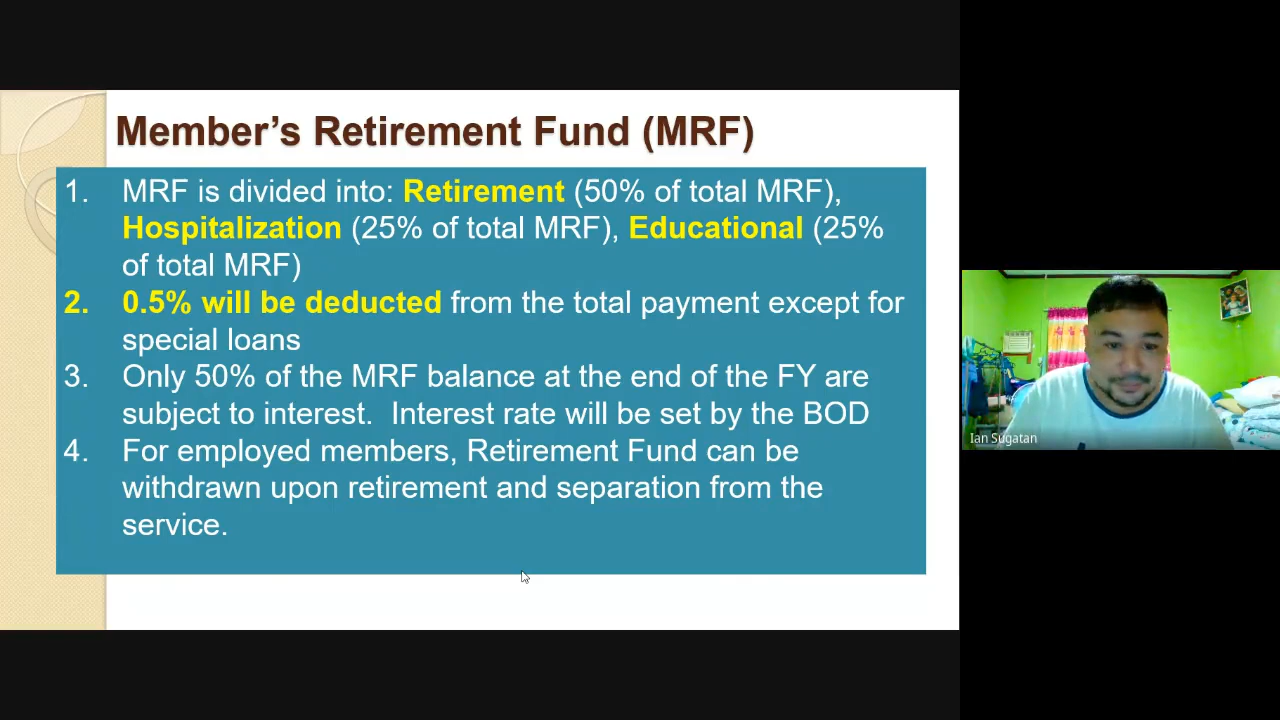 Member's Retirement Fund (MRF)
1. MRF is divided into: Retirement (50% of total MRF),
Hospitalization (25% of total MRF), Educational (25%
of total MRF)
2. 0.5% will be deducted from the total payment except for
special loans
3. Only 50% of the MRF balance at the end of the FY are
subject to interest.  Interest rate will be set by the BOD
4. For employed members, Retirement Fund can be
withdrawn upon retirement and separation from the
service.
Ian Sugatan